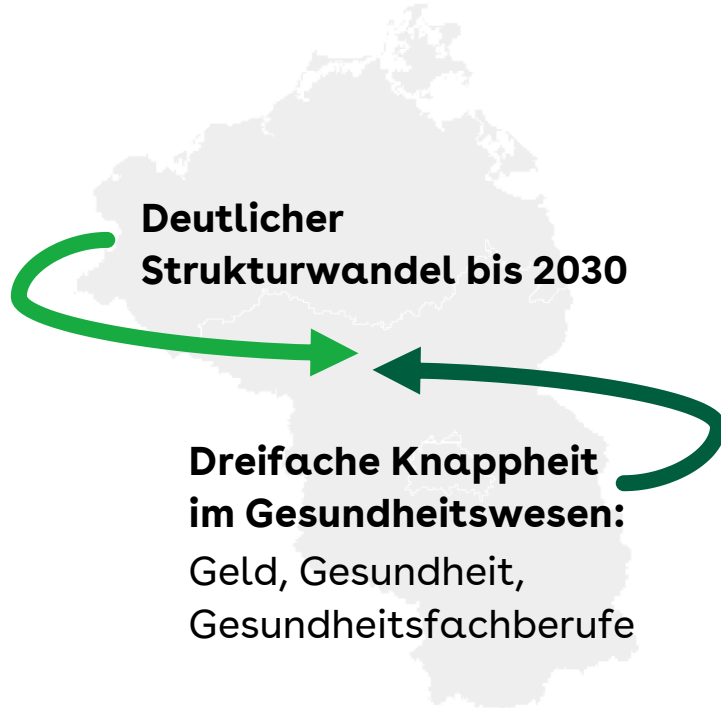 Deutlicher
Strukturwandel bis 2030
Dreifache Knappheit
im Gesundheitswesen:
Geld, Gesundheit,
Gesundheitsfachberufe